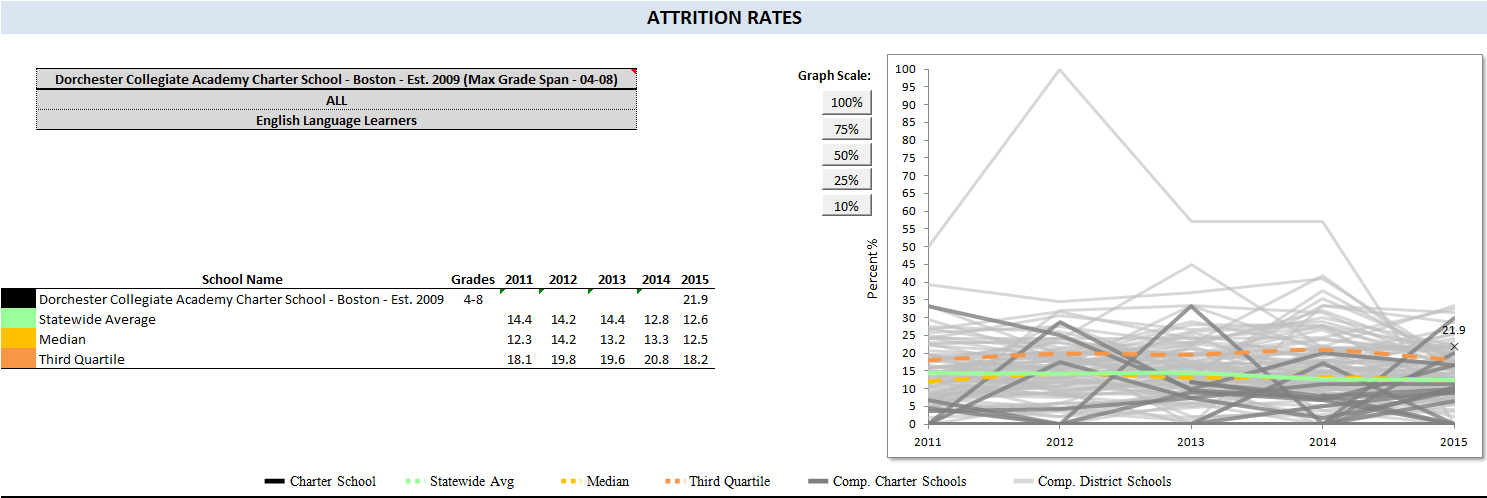 ATTRITION RATES
Dorchester Collegiate Academy Charter School - Boston - Est. 2009 (Max Grade Span - 04-08)
ALL
English Language Learners
School Name Grades 2011 2012 2013 2014 2015
Dorchester Collegiate Academy Charter School - Boston - Est. 2009 4-8 21.9
Statewide Average 14.4 14.2 14.4 12.8 12.6
Median 12.3 14.2 13.2 13.3 12.5
Third Quartile 18.1 19.8 19.6 20.8 18.2
Graph Scale:
100%
75%
50%
25%
10%
Percent %
100
95
90
85
80
75
70
65
60
55
50
45
40
35
30
25
20
15
10
5
0
21.9
2011 2012 2013 2014 2015
Charter School Statewide Avg Median Third Quartile Comp. Charter Schools Comp. District Schools